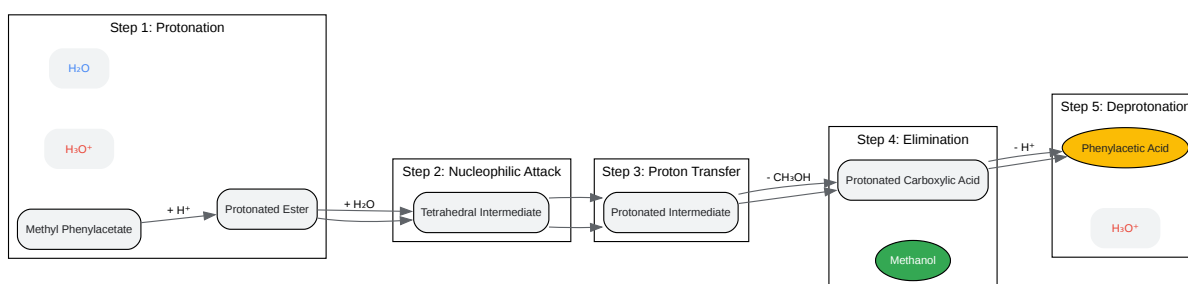 Step 1: Protonation
H₂O
H₃O⁺
Methyl Phenylacetate
+ H⁺
Protonated Ester
+ H₂O
Step 2: Nucleophilic Attack
Tetrahedral Intermediate
Step 3: Proton Transfer
Protonated Intermediate
- CH₃OH
Step 4: Elimination
Protonated Carboxylic Acid
Methanol
- H⁺
Step 5: Deprotonation
Phenylacetic Acid
H₃O⁺